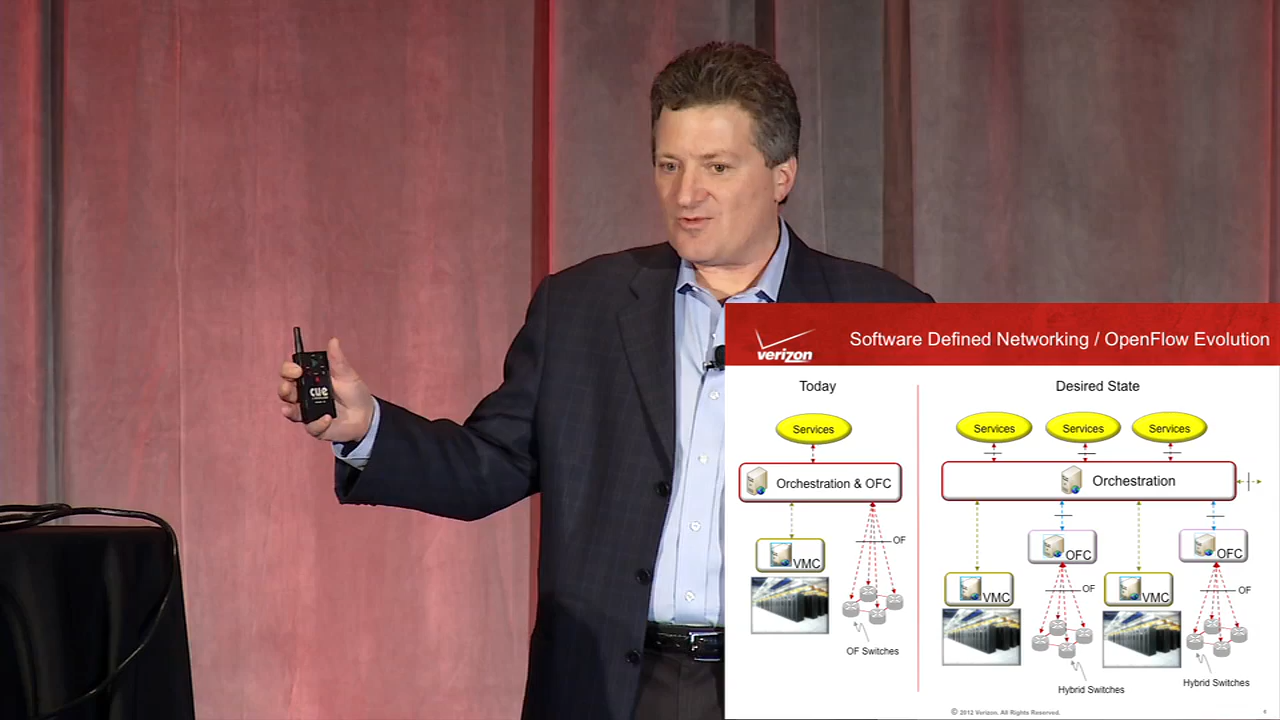 cue
verizon
Software Defined Networking / OpenFlow Evolution
Today
Desired State
Services
Services
Services
Services
Orchestration & OFC
Orchestration
OF
VMC
OFC
OFC
VMC
VMC
OF
OF
OF Switches
Hybrid Switches
Hybrid Switches
© 2012 Verizon. All Rights Reserved.